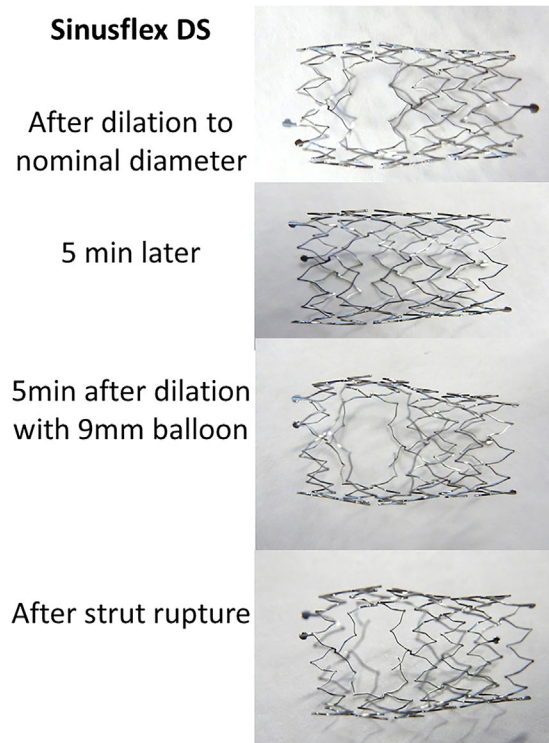 Sinusflex DS
After dilation to
nominal diameter
5 min later
5min after dilation
with 9mm balloon
After strut rupture